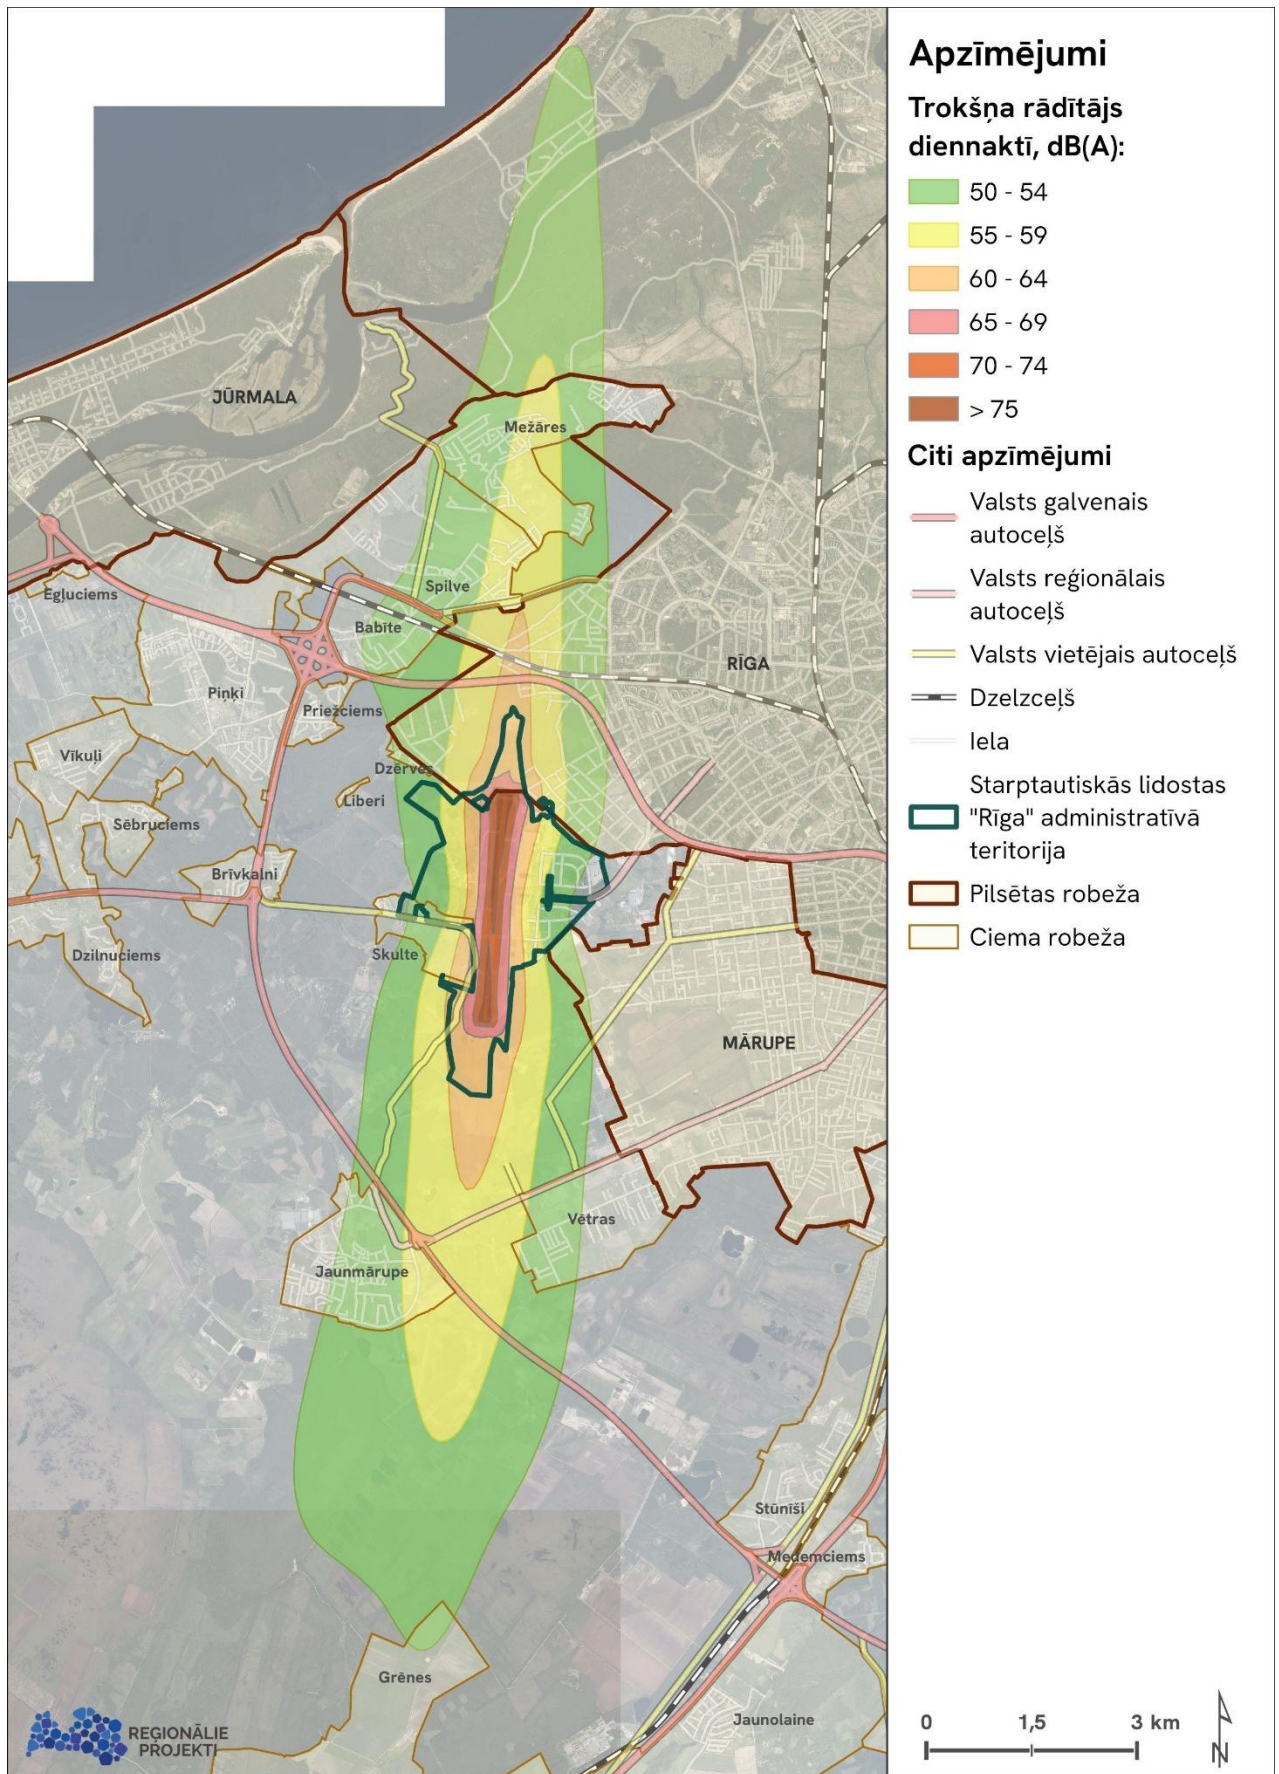 JŪRMALA
Mežāres
Spilve
Egļuciems
Babīte
RĪGA
Piņķi
Priežciems
Vīkuļi
Dzērves
Liberi
Sēbruciems
Brīvkalni
Dzilnuciems
Skulte
MĀRUPE
Vētras
Jaunmārupe
Stūnīši
Medemciems
Grēnes
Jaunolaine
REĢIONĀLIE
PROJEKTI
Apzīmējumi
Trokšņa rādītājs
diennaktī, dB(A):
50 - 54
55 - 59
60 - 64
65 - 69
70 - 74
> 75
Citi apzīmējumi
Valsts galvenais
autoceļš
Valsts reģionālais
autoceļš
Valsts vietējais autoceļš
Dzelzceļš
Iela
Starptautiskās lidostas
"Rīga" administratīvā
teritorija
Pilsētas robeža
Ciema robeža
0 1,5 3 km
N